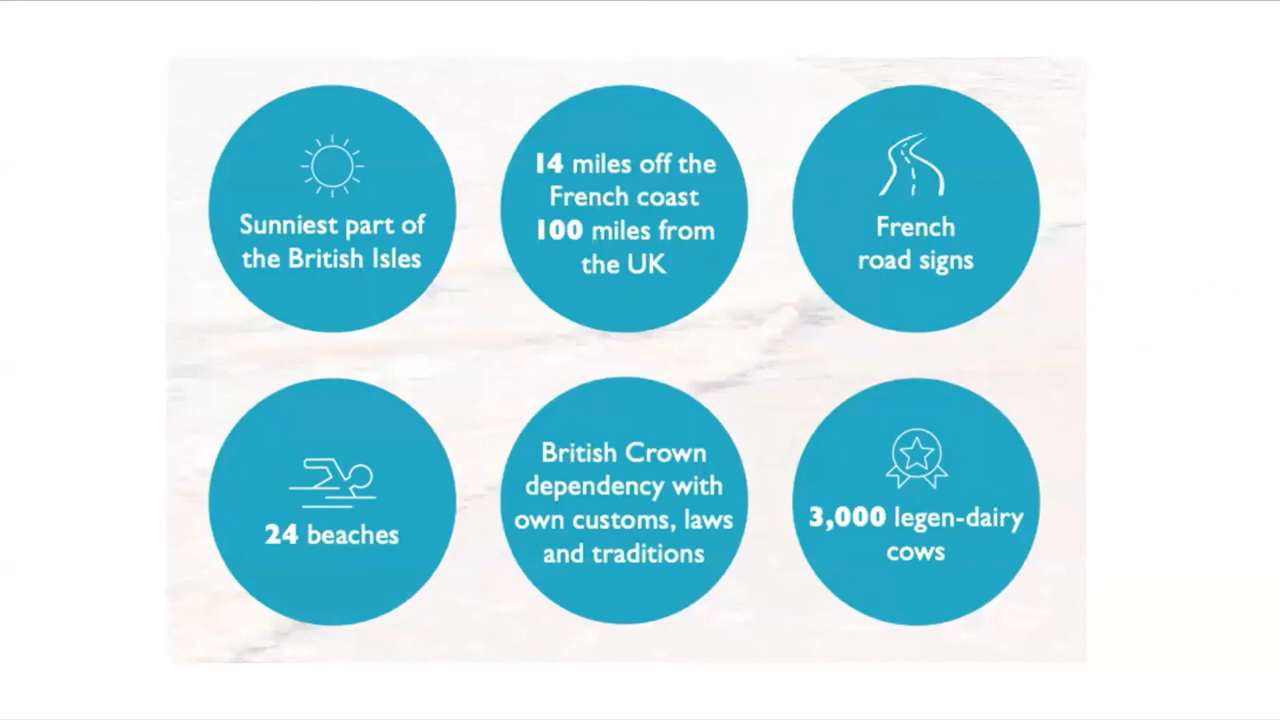 Sunniest part of
the British Isles
14 miles off the
French coast
100 miles from
the UK
French
road signs
24 beaches
British Crown
dependency with
own customs, laws
and traditions
3,000 legen-dairy
cows